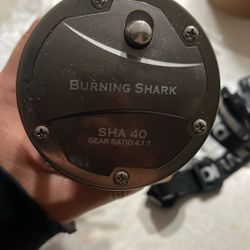 BURNING SHARK
SHA 40
GEAR RATIO 4.1:1